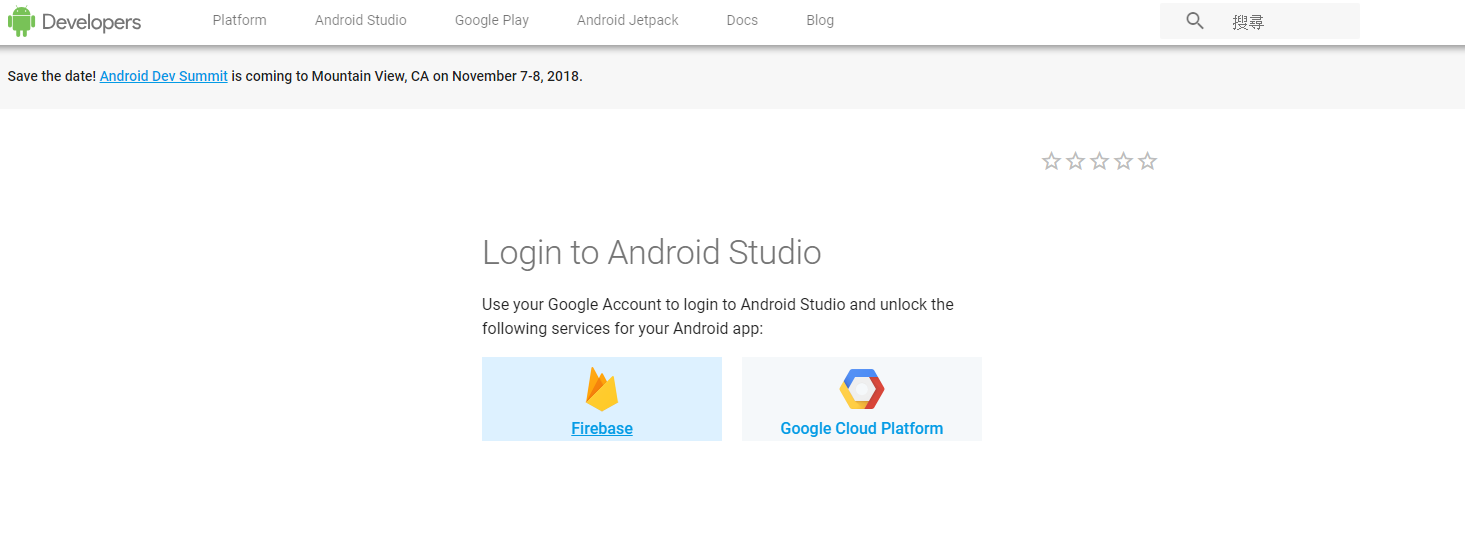 Developers Platform Android Studio Google Play Android Jetpack Docs Blog 搜尋
Save the date! Android Dev Summit is coming to Mountain View, CA on November 7-8, 2018.
Login to Android Studio
Use your Google Account to login to Android Studio and unlock the
following services for your Android app:
Firebase Google Cloud Platform